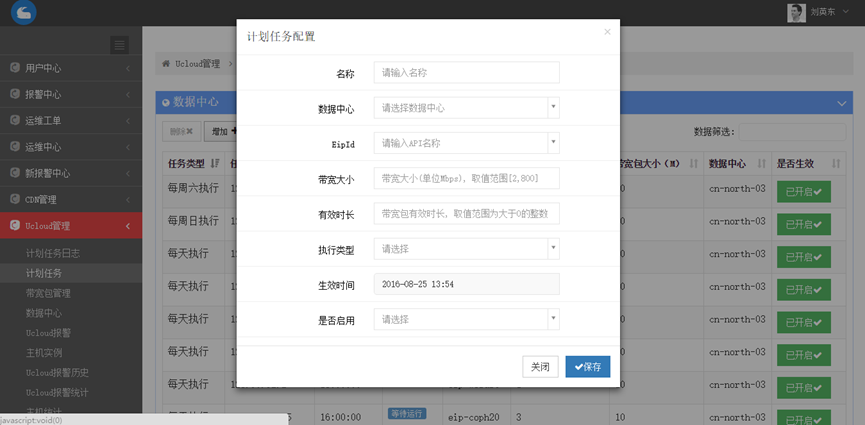 刘英东
计划任务配置 ×
用户中心
报警中心
运维工单
运维中心
新报警中心
CDN管理
Ucloud管理
计划任务日志
计划任务
带宽包管理
数据中心
Ucloud报警
主机实例
Ucloud报警历史
Ucloud报警统计
主机统计
javascript:void(0)
Ucloud管理
数据中心
删除 增加
数据筛选:
任务类型
每周六执行
每周日执行
每天执行
每天执行
每天执行
每天执行
每天执行
名称 请输入名称
数据中心 请选择数据中心
EipId 请输入API名称
带宽大小 带宽大小(单位Mbps), 取值范围[2,800]
有效时长 带宽包有效时长, 取值范围为大于0的整数
执行类型 请选择
生效时间 2016-08-25 13:54
是否启用 请选择
关闭 保存
带宽包大小 (M) 数据中心 是否生效
cn-north-03 已开启
cn-north-03 已开启
cn-north-03 已开启
cn-north-03 已开启
cn-north-03 已开启
cn-north-03 已开启
16:00:00 等待运行 eip-coph20 3 10 cn-north-03 已开启